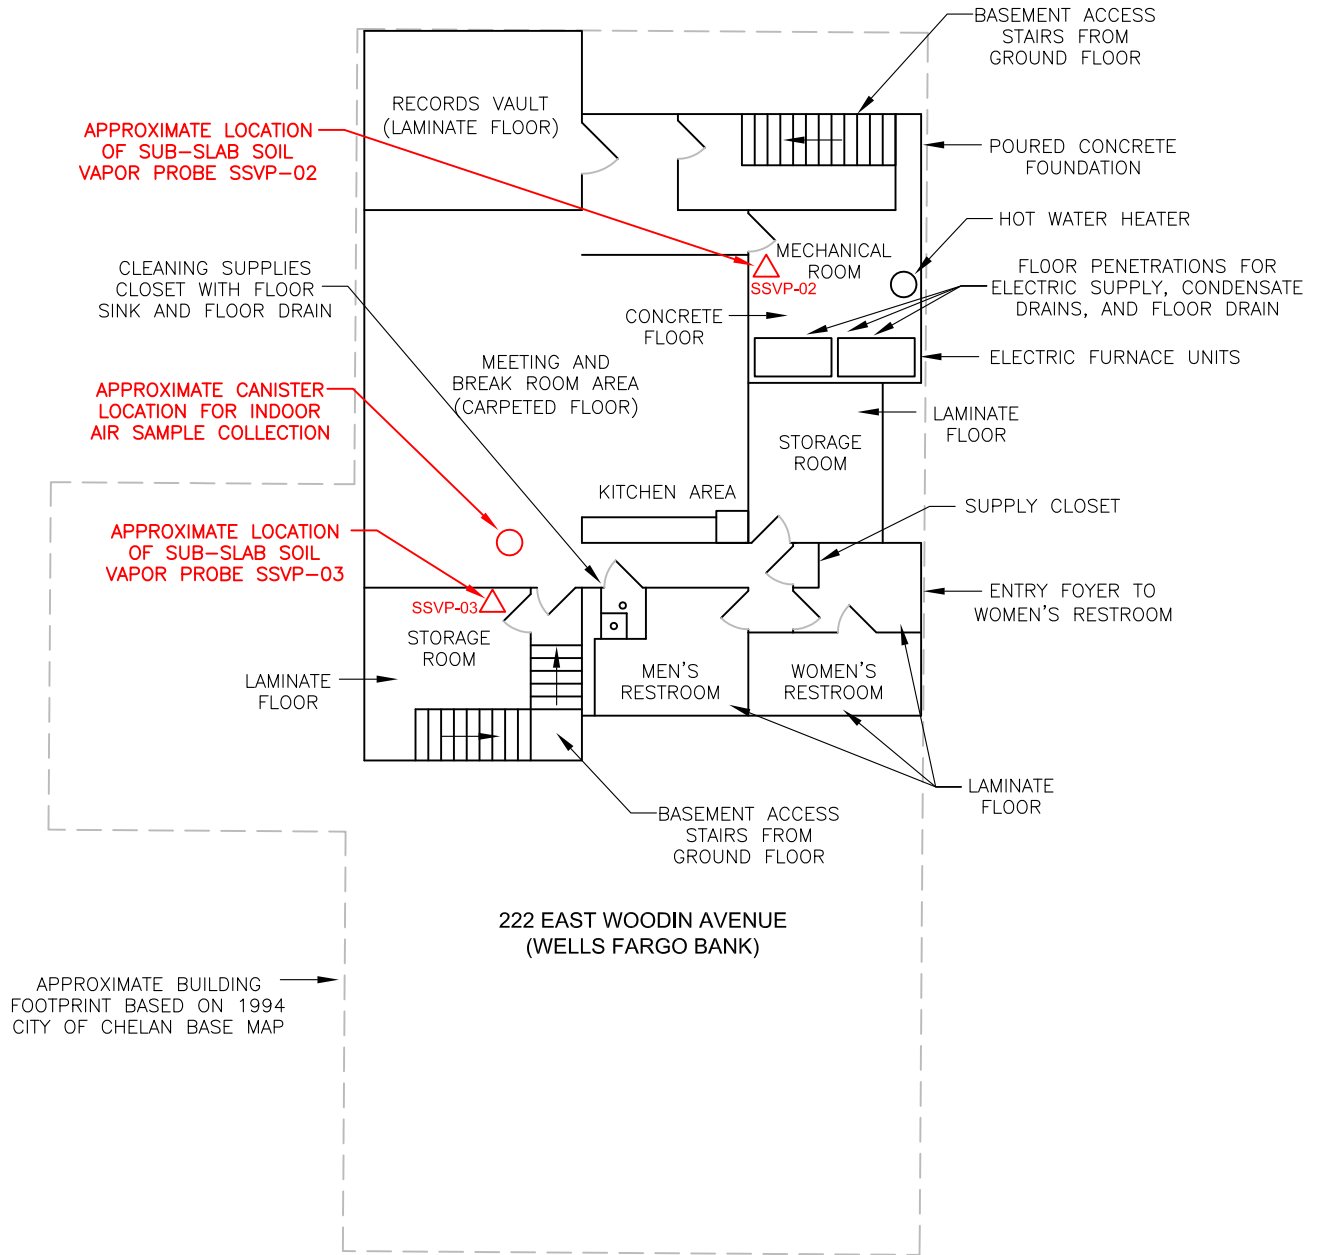 BASEMENT ACCESS
STAIRS FROM
GROUND FLOOR
RECORDS VAULT
(LAMINATE FLOOR)
APPROXIMATE LOCATION
OF SUB-SLAB SOIL
VAPOR PROBE SSVP-02
POURED CONCRETE
FOUNDATION
HOT WATER HEATER
MECHANICAL
ROOM
SSVP-02
CLEANING SUPPLIES
CLOSET WITH FLOOR
SINK AND FLOOR DRAIN
FLOOR PENETRATIONS FOR
ELECTRIC SUPPLY, CONDENSATE
DRAINS, AND FLOOR DRAIN
CONCRETE
FLOOR
ELECTRIC FURNACE UNITS
MEETING AND
BREAK ROOM AREA
(CARPETED FLOOR)
APPROXIMATE CANISTER
LOCATION FOR INDOOR
AIR SAMPLE COLLECTION
LAMINATE
FLOOR
STORAGE
ROOM
KITCHEN AREA
SUPPLY CLOSET
APPROXIMATE LOCATION
OF SUB-SLAB SOIL
VAPOR PROBE SSVP-03
ENTRY FOYER TO
WOMEN'S RESTROOM
SSVP-03
STORAGE
ROOM
MEN'S
RESTROOM
WOMEN'S
RESTROOM
LAMINATE
FLOOR
LAMINATE
FLOOR
BASEMENT ACCESS
STAIRS FROM
GROUND FLOOR
222 EAST WOODIN AVENUE
(WELLS FARGO BANK)
APPROXIMATE BUILDING
FOOTPRINT BASED ON 1994
CITY OF CHELAN BASE MAP